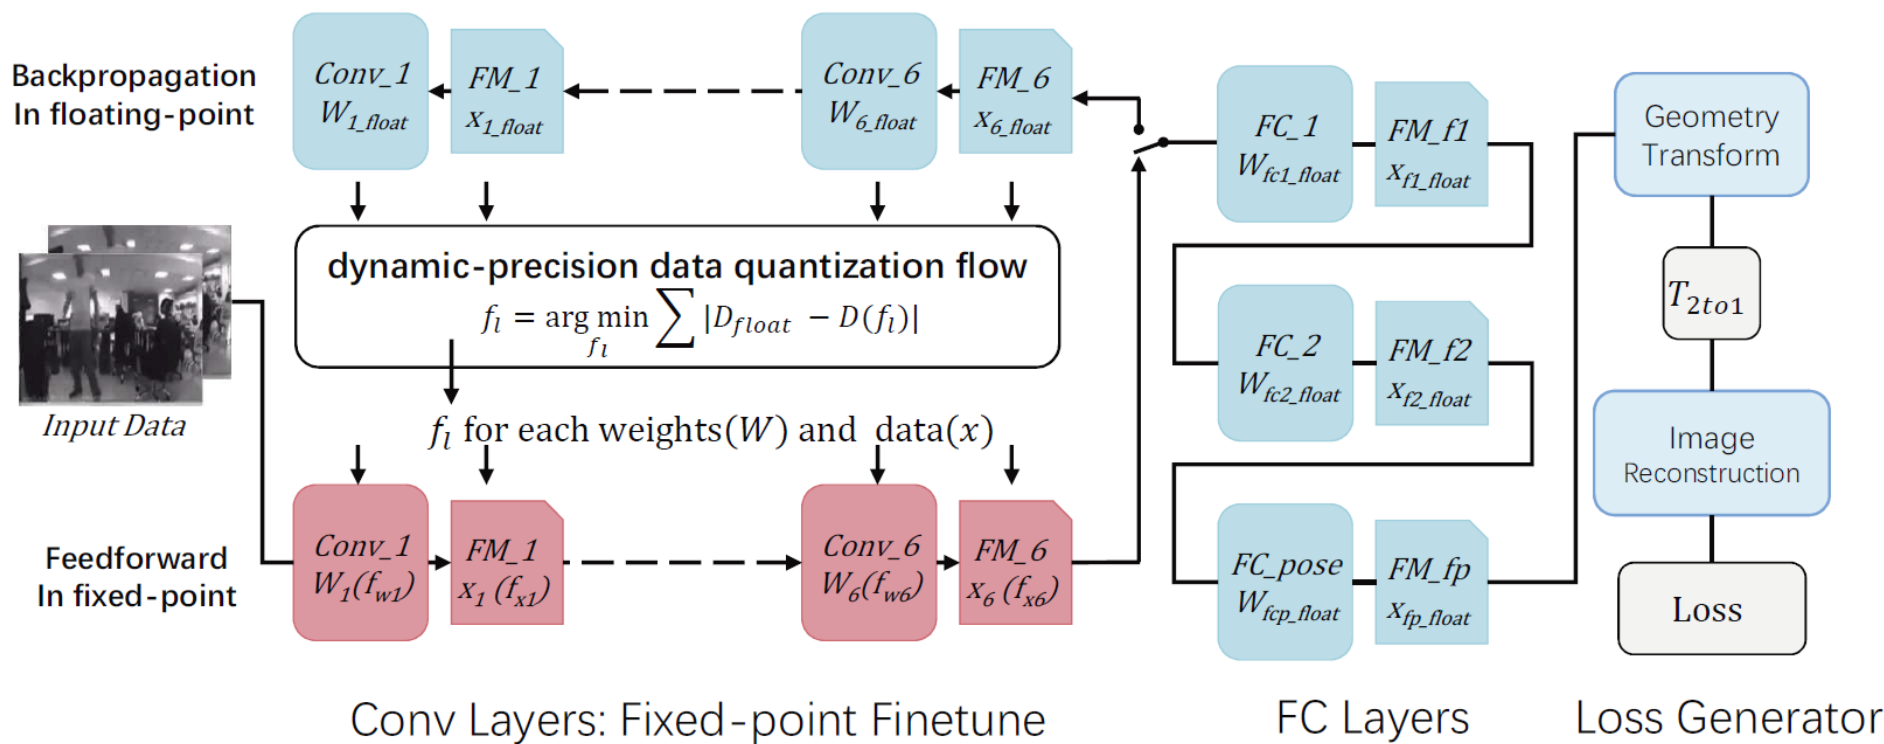 Backpropagation
In floating-point
Conv_1
W1_float
FM_1
x1_float
Conv_6
W6_float
FM_6
x6_float
dynamic-precision data quantization flow
fl = arg min ∑ |Dfloat − D(fl)|
fl
fl for each weights(W) and data(x)
Input Data
Feedforward
In fixed-point
Conv_1
W1(fw1)
FM_1
x1 (fx1)
Conv_6
W6(fw6)
FM_6
x6 (fx6)
Conv Layers: Fixed-point Finetune
FC_1
Wfc1_float
FM_f1
xf1_float
FC_2
Wfc2_float
FM_f2
xf2_float
FC_pose
Wfcp_float
FM_fp
xfp_float
FC Layers
Geometry
Transform
T2to1
Image
Reconstruction
Loss
Loss Generator